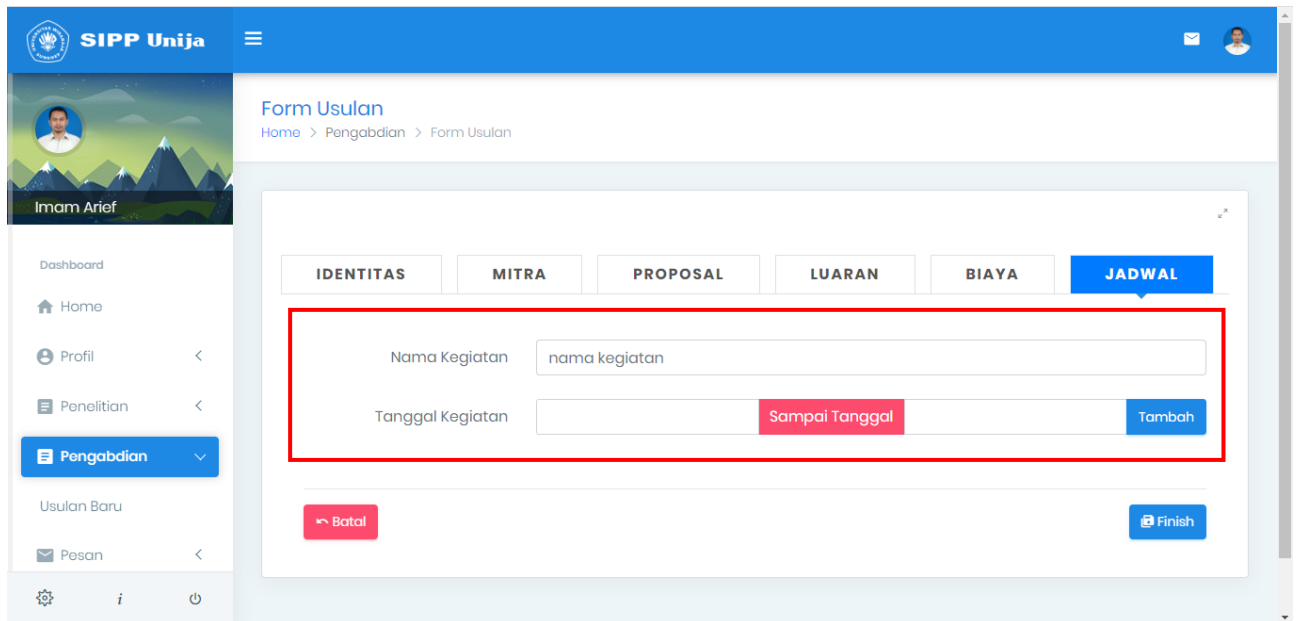 SIPP Unija
Form Usulan
Home > Pengabdian > Form Usulan
Imam Arief
Dashboard
Home
Profil
Penelitian
Pengabdian
Usulan Baru
Pesan
i
IDENTITAS MITRA PROPOSAL LUARAN BIAYA JADWAL
Nama Kegiatan nama kegiatan
Tanggal Kegiatan Sampai Tanggal Tambah
Batal Finish